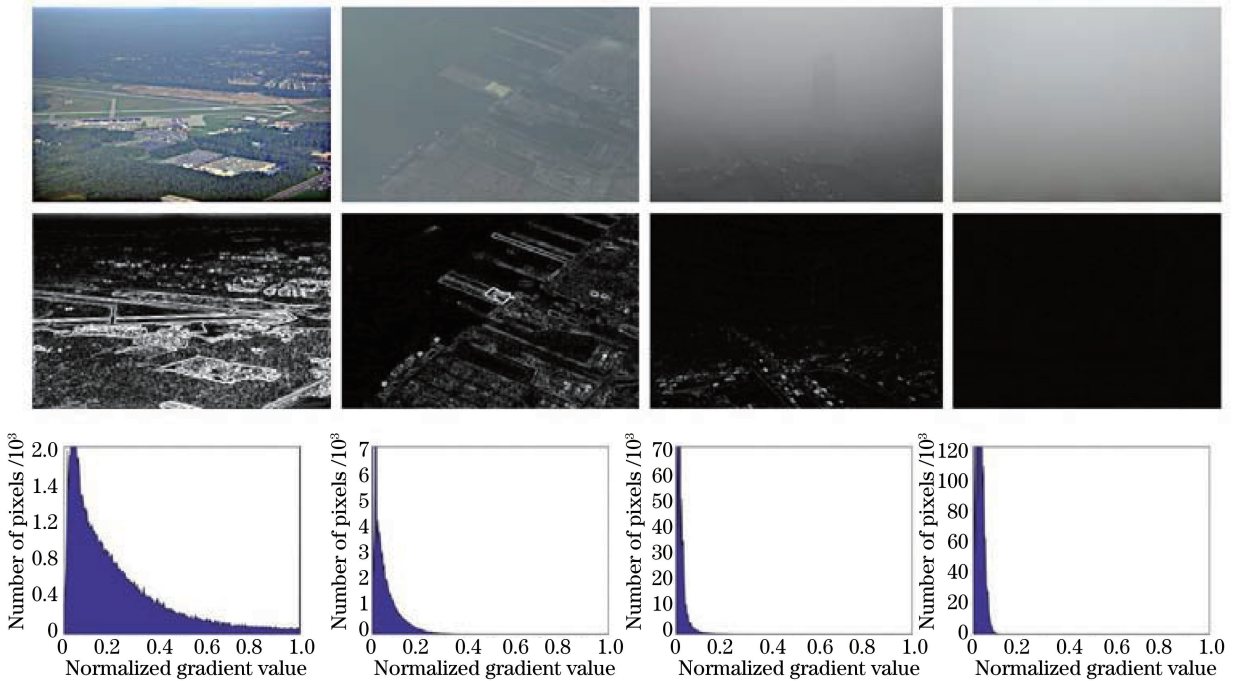 Number of pixels /10³
2.0
1.4
1.2
0.8
0.4
0
0 0.2 0.4 0.6 0.8 1.0
Normalized gradient value
Number of pixels /10³
7
6
5
4
3
2
1
0
0 0.2 0.4 0.6 0.8 1.0
Normalized gradient value
Number of pixels /10³
70
60
50
40
30
20
10
0
0 0.2 0.4 0.6 0.8 1.0
Normalized gradient value
Number of pixels /10³
120
100
80
60
40
20
0
0 0.2 0.4 0.6 0.8 1.0
Normalized gradient value